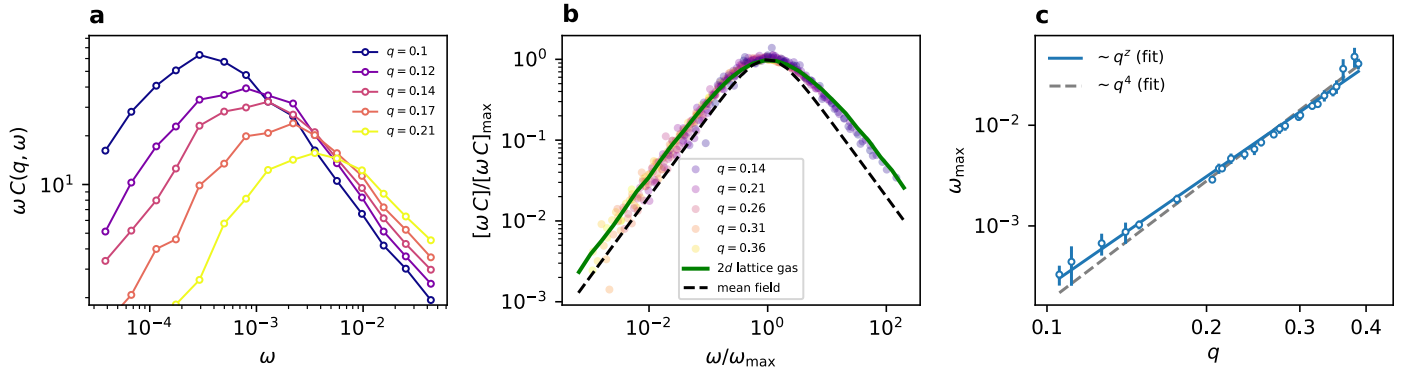 a
10¹
10⁻⁴
10⁻³
10⁻²
ω C(q, ω)
ω
q = 0.1
q = 0.12
q = 0.14
q = 0.17
q = 0.21
b
10⁰
10⁻¹
10⁻²
10⁻³
10⁻²
10⁰
10²
[ω C]/[ω C]max
ω/ωmax
q = 0.14
q = 0.21
q = 0.26
q = 0.31
q = 0.36
2d lattice gas
mean field
c
10⁻²
10⁻³
0.1
0.2
0.3
0.4
ωmax
q
~ qᶻ (fit)
~ q⁴ (fit)